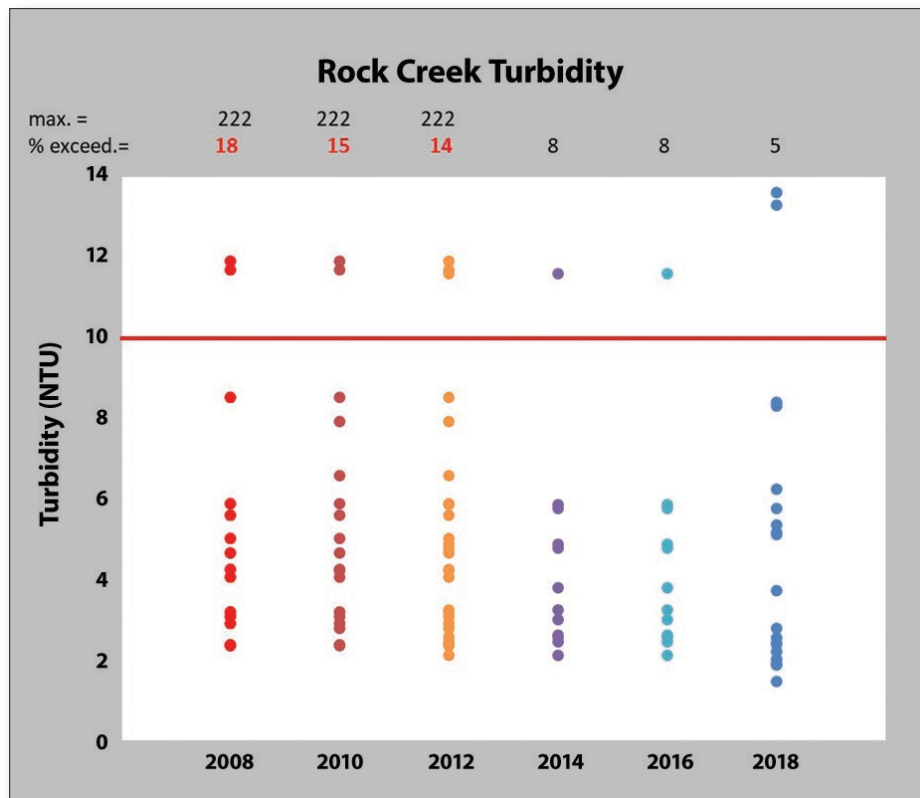 Rock Creek Turbidity
max. = 222 222 222
% exceed.= 18 15 14 8 8 5
14
12
10
8
6
4
2
0
Turbidity (NTU)
2008 2010 2012 2014 2016 2018